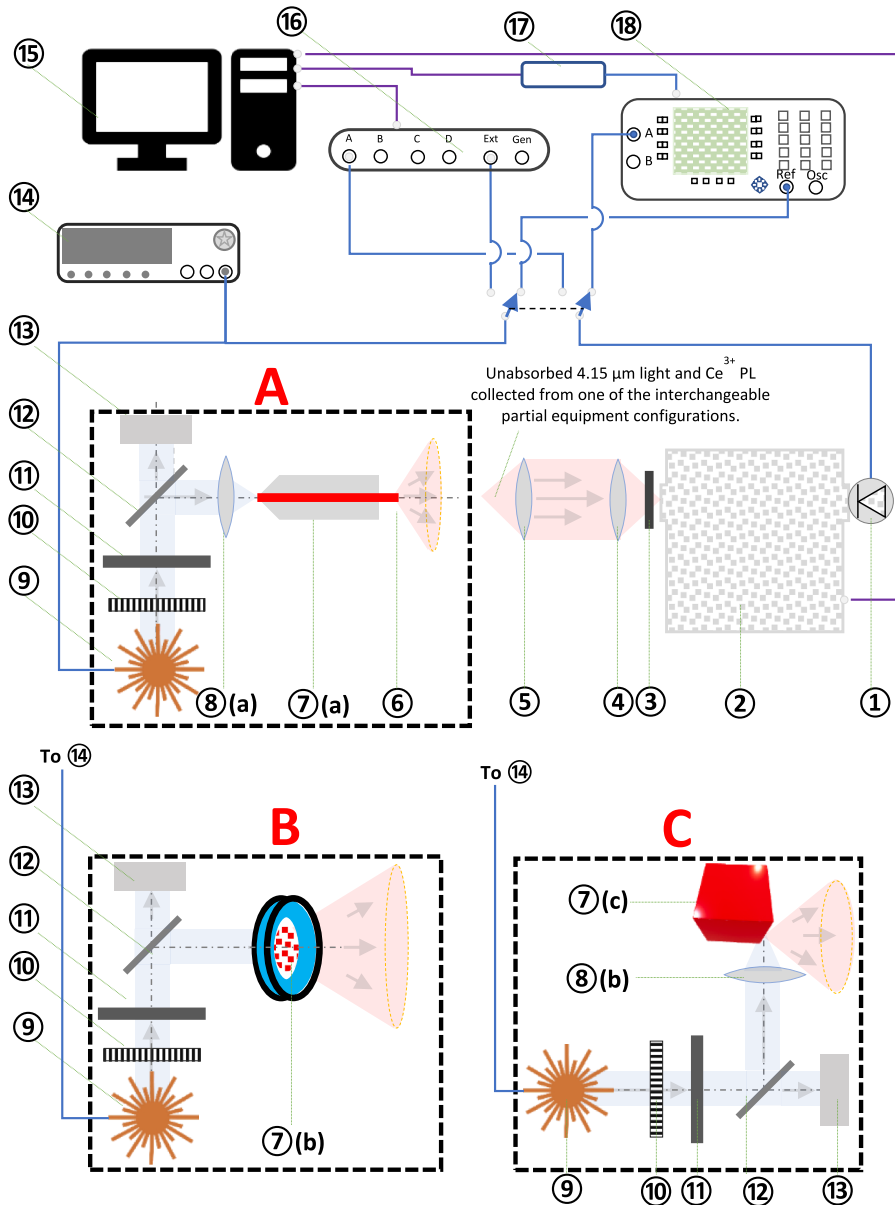 ⑯
⑰
⑱
⑮
A
B
C
D
Ext
Gen
A
B
Ref
Osc
⑭
⑬
⑫
⑪
⑩
⑨
A
Unabsorbed 4.15 µm light and Ce³⁺ PL
collected from one of the interchangeable
partial equipment configurations.
⑧(a)
⑦(a)
⑥
⑤
④
③
②
①
To ⑭
⑬
⑫
⑪
⑩
⑨
B
⑦(b)
To ⑭
C
⑦(c)
⑧(b)
⑨
⑩
⑪
⑫
⑬